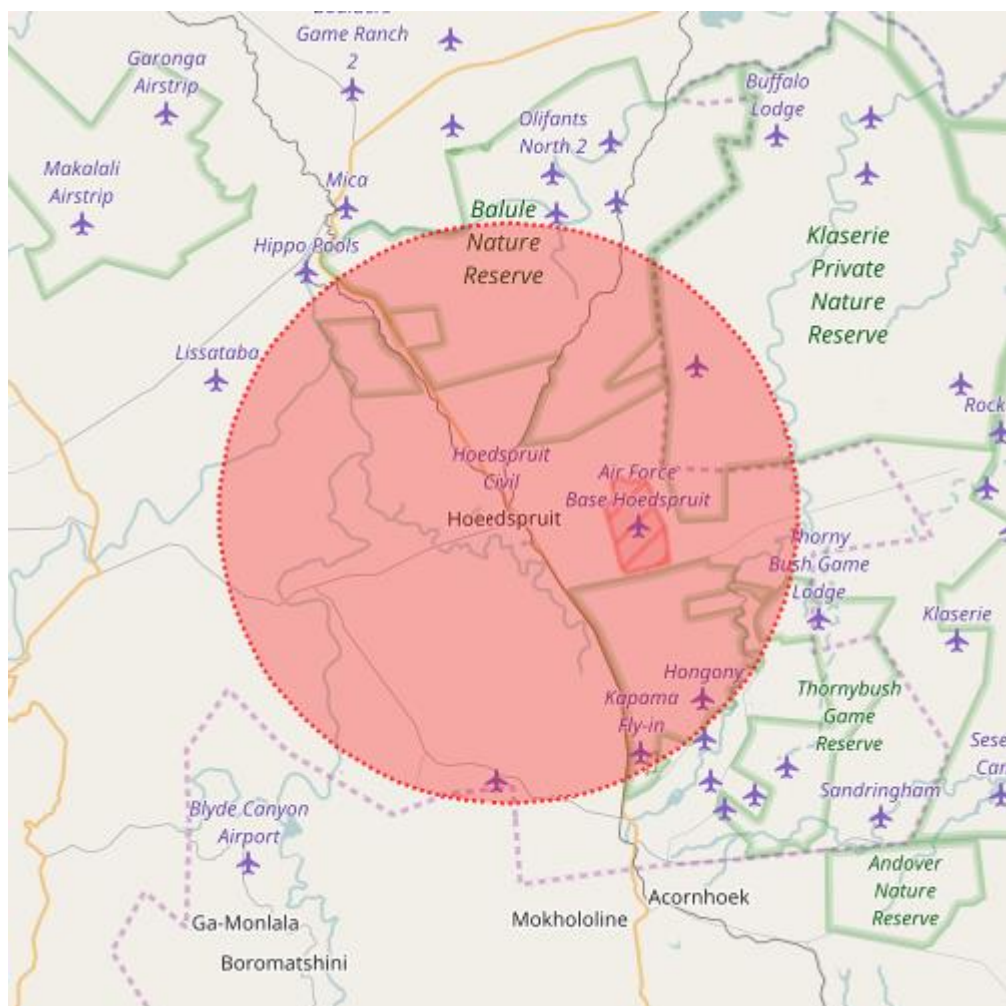 Game Ranch
2
Garonga
Airstrip
Buffalo
Lodge
Olifants
North 2
Makalali
Airstrip
Mica
Balule
Nature
Reserve
Klaserie
Private
Nature
Reserve
Hippo Pools
Lissataba
Rock
Hoedspruit
Civil
Air Force
Base Hoedspruit
Hoedspruit
Thorny
Bush Game
Lodge
Klaserie
Hongony
Kapama
Fly-in
Thornybush
Game
Reserve
Sese
Ca
Sandringham
Blyde Canyon
Airport
Andover
Nature
Reserve
Acornhoek
Mokhololine
Ga-Monlala
Boromatshini